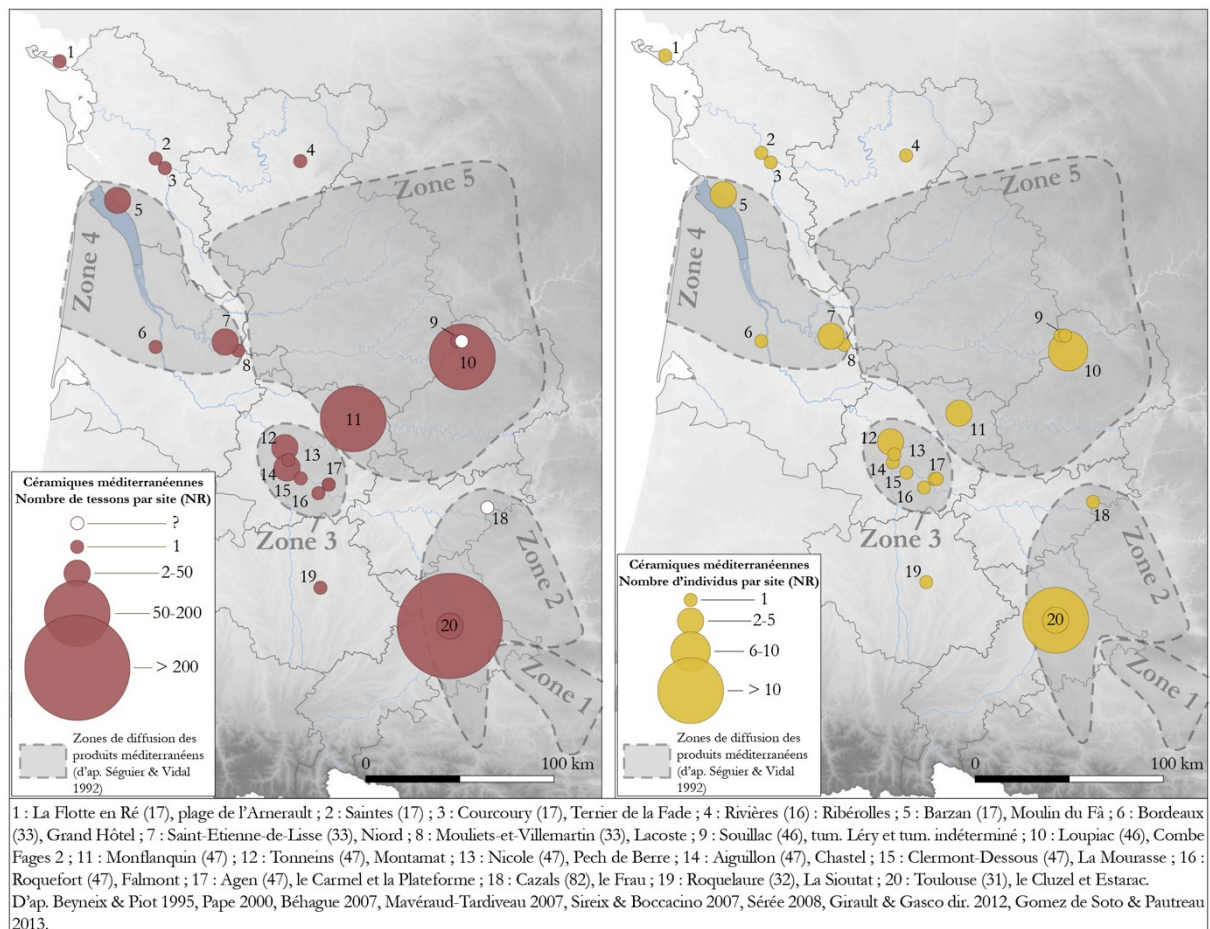 1
2
3
4
Zone 5
5
Zone 4
6
7
8
9
10
11
12
13
14
15
16
17
Zone 3
18
19
Zone 2
20
Zone 1
Céramiques méditerranéennes
Nombre de tessons par site (NR)
?
1
2-50
50-200
> 200
Zones de diffusion des
produits méditerranéens
(d'ap. Séguier & Vidal
1992)
0
100 km
1
2
3
4
Zone 5
5
Zone 4
6
7
8
9
10
11
12
13
14
15
16
17
Zone 3
18
19
Zone 2
20
Zone 1
Céramiques méditerranéennes
Nombre d'individus par site (NR)
1
2-5
6-10
> 10
Zones de diffusion des
produits méditerranéens
(d'ap. Séguier & Vidal
1992)
0
100 km
1 : La Flotte en Ré (17), plage de l'Arnerault ; 2 : Saintes (17) ; 3 : Courcoury (17), Terrier de la Fade ; 4 : Rivières (16) : Ribérolles ; 5 : Barzan (17), Moulin du Fâ ; 6 : Bordeaux
(33), Grand Hôtel ; 7 : Saint-Etienne-de-Lisse (33), Niord ; 8 : Mouliets-et-Villemartin (33), Lacoste ; 9 : Souillac (46), tum. Léry et tum. indéterminé ; 10 : Loupiac (46), Combe
Fages 2 ; 11 : Monflanquin (47) ; 12 : Tonneins (47), Montamat ; 13 : Nicole (47), Pech de Berre ; 14 : Aiguillon (47), Chastel ; 15 : Clermont-Dessous (47), La Mourasse ; 16 :
Roquefort (47), Falmont ; 17 : Agen (47), le Carmel et la Plateforme ; 18 : Cazals (82), le Frau ; 19 : Roquelaure (32), La Sioutat ; 20 : Toulouse (31), le Cluzel et Estarac.
D'ap. Beyneix & Piot 1995, Pape 2000, Béhague 2007, Mavéraud-Tardiveau 2007, Sireix & Boccacino 2007, Sérée 2008, Girault & Gasco dir. 2012, Gomez de Soto & Pautreau
2013.